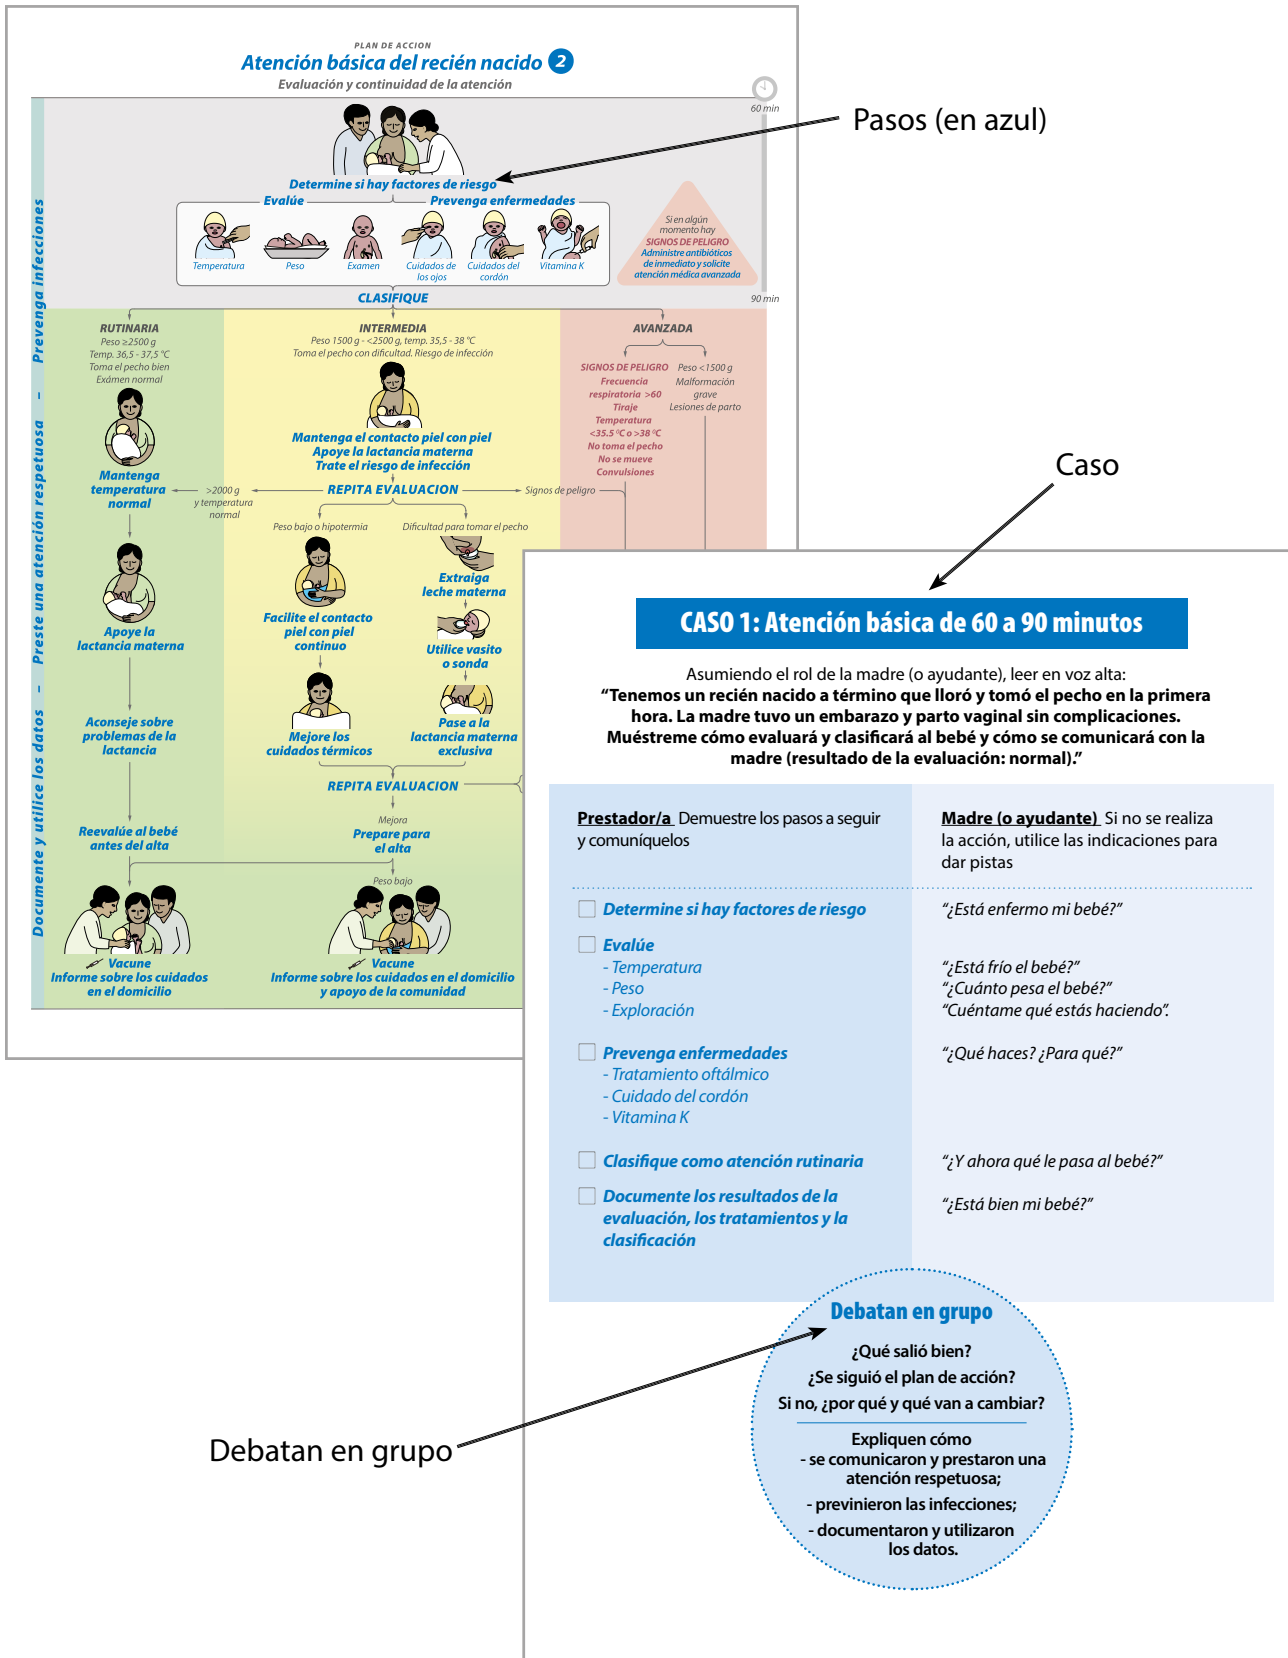 PLAN DE ACCION
Atención básica del recién nacido 2
Evaluación y continuidad de la atención
60 min
Pasos (en azul)
Determine si hay factores de riesgo
Evalúe
Prevenga enfermedades
Temperatura
Peso
Examen
Cuidados de
los ojos
Cuidados del
cordón
Vitamina K
Si en algún
momento hay
SIGNOS DE PELIGRO
Administre antibióticos
de inmediato y solicite
atención médica avanzada
CLASIFIQUE
90 min
Documente y utilice los datos – Preste una atención respetuosa – Prevenga infecciones
RUTINARIA
Peso ≥2500 g
Temp. 36,5 - 37,5 °C
Toma el pecho bien
Exámen normal
Mantenga
temperatura
normal
Apoye la
lactancia materna
Aconseje sobre
problemas de la
lactancia
Reevalúe al bebé
antes del alta
Vacune
Informe sobre los cuidados
en el domicilio
INTERMEDIA
Peso 1500 g - <2500 g, temp. 35,5 - 38 °C
Toma el pecho con dificultad. Riesgo de infección
Mantenga el contacto piel con piel
Apoye la lactancia materna
Trate el riesgo de infección
REPITA EVALUACION
>2000 g
y temperatura
normal
Signos de peligro
Peso bajo o hipotermia
Dificultad para tomar el pecho
Facilite el contacto
piel con piel
continuo
Mejore los
cuidados térmicos
Extraiga
leche materna
Utilice vasito
o sonda
Pase a la
lactancia materna
exclusiva
REPITA EVALUACION
Mejora
Prepare para
el alta
Peso bajo
Vacune
Informe sobre los cuidados en el domicilio
y apoyo de la comunidad
AVANZADA
SIGNOS DE PELIGRO
Frecuencia
respiratoria >60
Tiraje
Temperatura
<35.5 ºC o >38 ºC
No toma el pecho
No se mueve
Convulsiones
Peso <1500 g
Malformación
grave
Lesiones de parto
Caso
CASO 1: Atención básica de 60 a 90 minutos
Asumiendo el rol de la madre (o ayudante), leer en voz alta:
“Tenemos un recién nacido a término que lloró y tomó el pecho en la primera
hora. La madre tuvo un embarazo y parto vaginal sin complicaciones.
Muéstreme cómo evaluará y clasificará al bebé y cómo se comunicará con la
madre (resultado de la evaluación: normal).”
Prestador/a Demuestre los pasos a seguir
y comuníquelos
Madre (o ayudante) Si no se realiza
la acción, utilice las indicaciones para
dar pistas
Determine si hay factores de riesgo
“¿Está enfermo mi bebé?”
Evalúe
- Temperatura
“¿Está frío el bebé?”
- Peso
“¿Cuánto pesa el bebé?”
- Exploración
“Cuéntame qué estás haciendo”.
Prevenga enfermedades
“¿Qué haces? ¿Para qué?”
- Tratamiento oftálmico
- Cuidado del cordón
- Vitamina K
Clasifique como atención rutinaria
“¿Y ahora qué le pasa al bebé?”
Documente los resultados de la
evaluación, los tratamientos y la
clasificación
“¿Está bien mi bebé?”
Debatan en grupo
¿Qué salió bien?
¿Se siguió el plan de acción?
Si no, ¿por qué y qué van a cambiar?
Expliquen cómo
- se comunicaron y prestaron una
atención respetuosa;
- previnieron las infecciones;
- documentaron y utilizaron
los datos.
Debatan en grupo